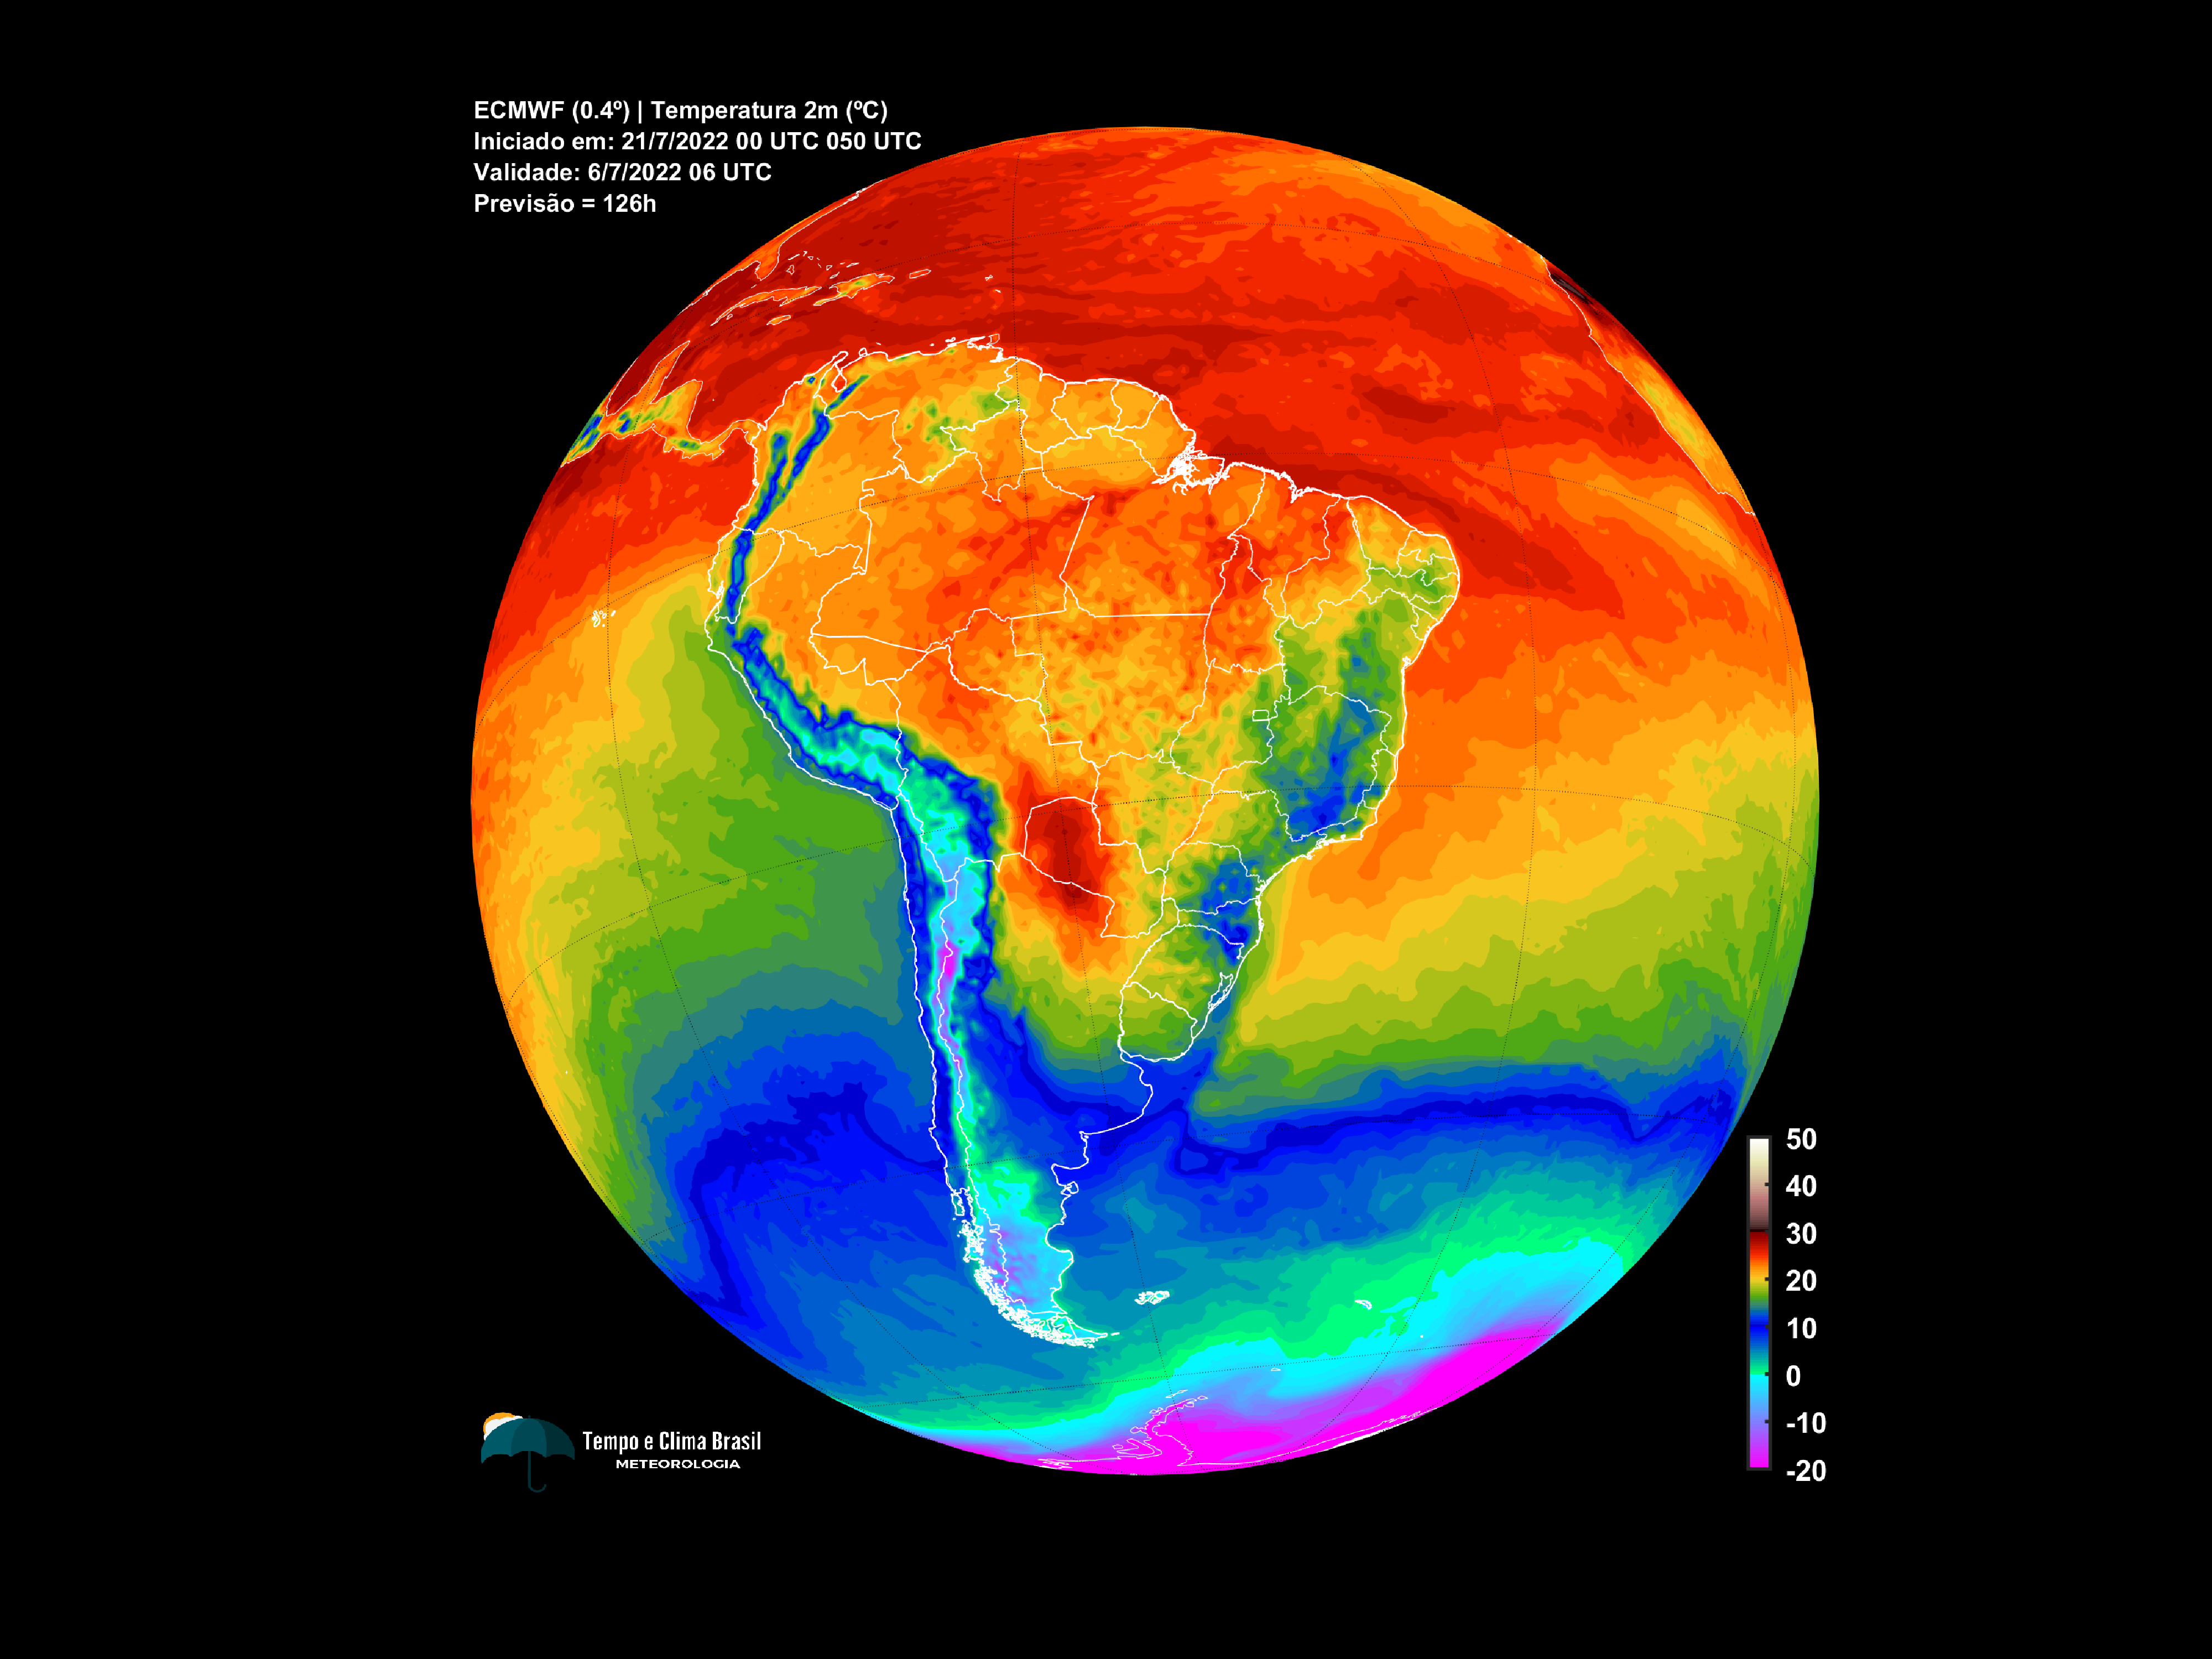 ECMWF (0.4º) | Temperatura 2m (ºC)
Iniciado em: 21/7/2022 00 UTC 050 UTC
Validade: 6/7/2022 06 UTC
Previsão = 126h
50
40
30
20
10
0
-10
-20
Tempo e Clima Brasil
METEOROLOGIA